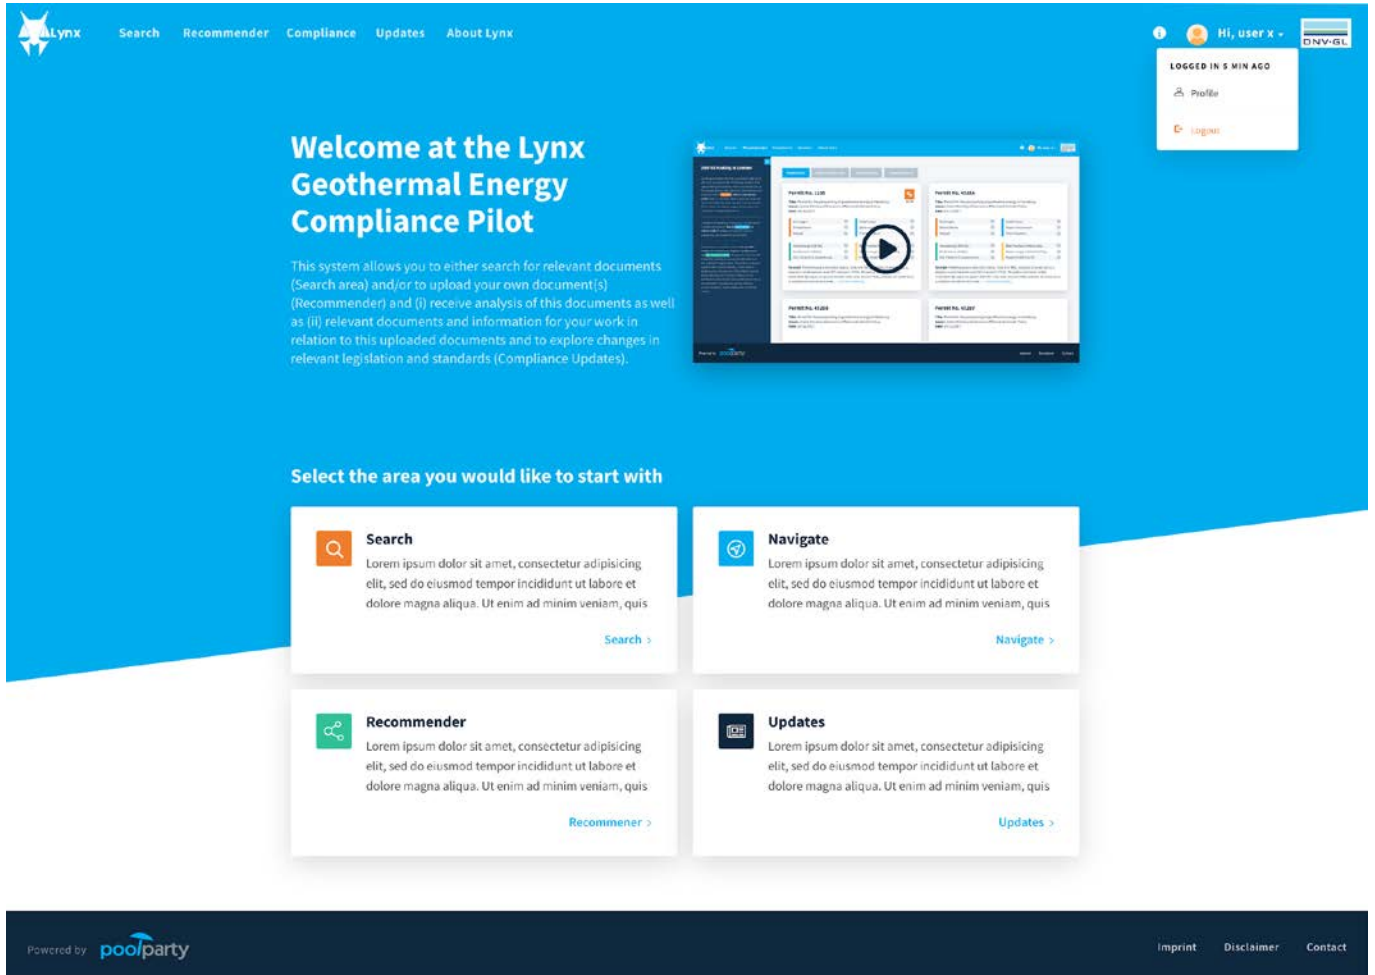 Lynx
Search Recommender Compliance Updates About Lynx
Hi, user x
DNV·GL
LOGGED IN 5 MIN AGO
Profile
Logout
Welcome at the Lynx
Geothermal Energy
Compliance Pilot
This system allows you to either search for relevant documents
(Search area) and/or to upload your own document(s)
(Recommender) and (i) receive analysis of this documents as well
as (ii) relevant documents and information for your work in
relation to this uploaded documents and to explore changes in
relevant legislation and standards (Compliance Updates).
Select the area you would like to start with
Search
Lorem ipsum dolor sit amet, consectetur adipisicing
elit, sed do eiusmod tempor incididunt ut labore et
dolore magna aliqua. Ut enim ad minim veniam, quis
Search >
Navigate
Lorem ipsum dolor sit amet, consectetur adipisicing
elit, sed do eiusmod tempor incididunt ut labore et
dolore magna aliqua. Ut enim ad minim veniam, quis
Navigate >
Recommender
Lorem ipsum dolor sit amet, consectetur adipisicing
elit, sed do eiusmod tempor incididunt ut labore et
dolore magna aliqua. Ut enim ad minim veniam, quis
Recommener >
Updates
Lorem ipsum dolor sit amet, consectetur adipisicing
elit, sed do eiusmod tempor incididunt ut labore et
dolore magna aliqua. Ut enim ad minim veniam, quis
Updates >
Powered by poolparty
Imprint Disclaimer Contact